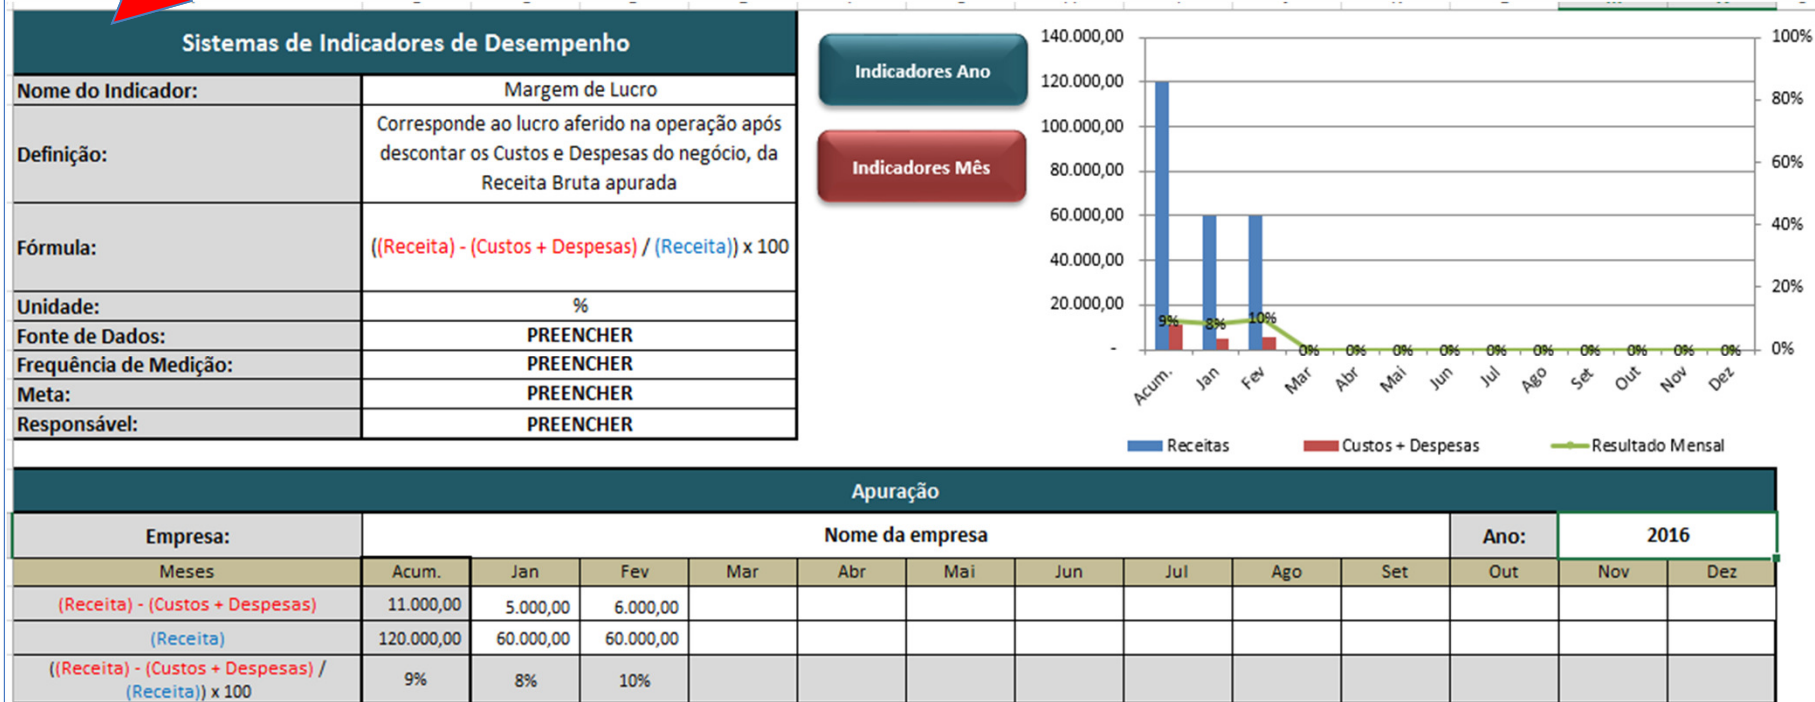 Sistemas de Indicadores de Desempenho
Nome do Indicador: Margem de Lucro
Definição: Corresponde ao lucro aferido na operação após
descontar os Custos e Despesas do negócio, da
Receita Bruta apurada
Fórmula: ((Receita) - (Custos + Despesas) / (Receita)) x 100
Unidade: %
Fonte de Dados: PREENCHER
Frequência de Medição: PREENCHER
Meta: PREENCHER
Responsável: PREENCHER
Indicadores Ano
Indicadores Mês
140.000,00 100%
120.000,00
80%
100.000,00
80.000,00 60%
60.000,00 40%
40.000,00
20%
20.000,00
9% 8% 10% 0% 0% 0% 0% 0% 0% 0% 0% 0% 0%
- 0%
Acum. Jan Fev Mar Abr Mai Jun Jul Ago Set Out Nov Dez
Receitas Custos + Despesas Resultado Mensal
Apuração
Empresa: Nome da empresa Ano: 2016
Meses Acum. Jan Fev Mar Abr Mai Jun Jul Ago Set Out Nov Dez
(Receita) - (Custos + Despesas) 11.000,00 5.000,00 6.000,00
(Receita) 120.000,00 60.000,00 60.000,00
((Receita) - (Custos + Despesas) /
(Receita)) x 100 9% 8% 10%